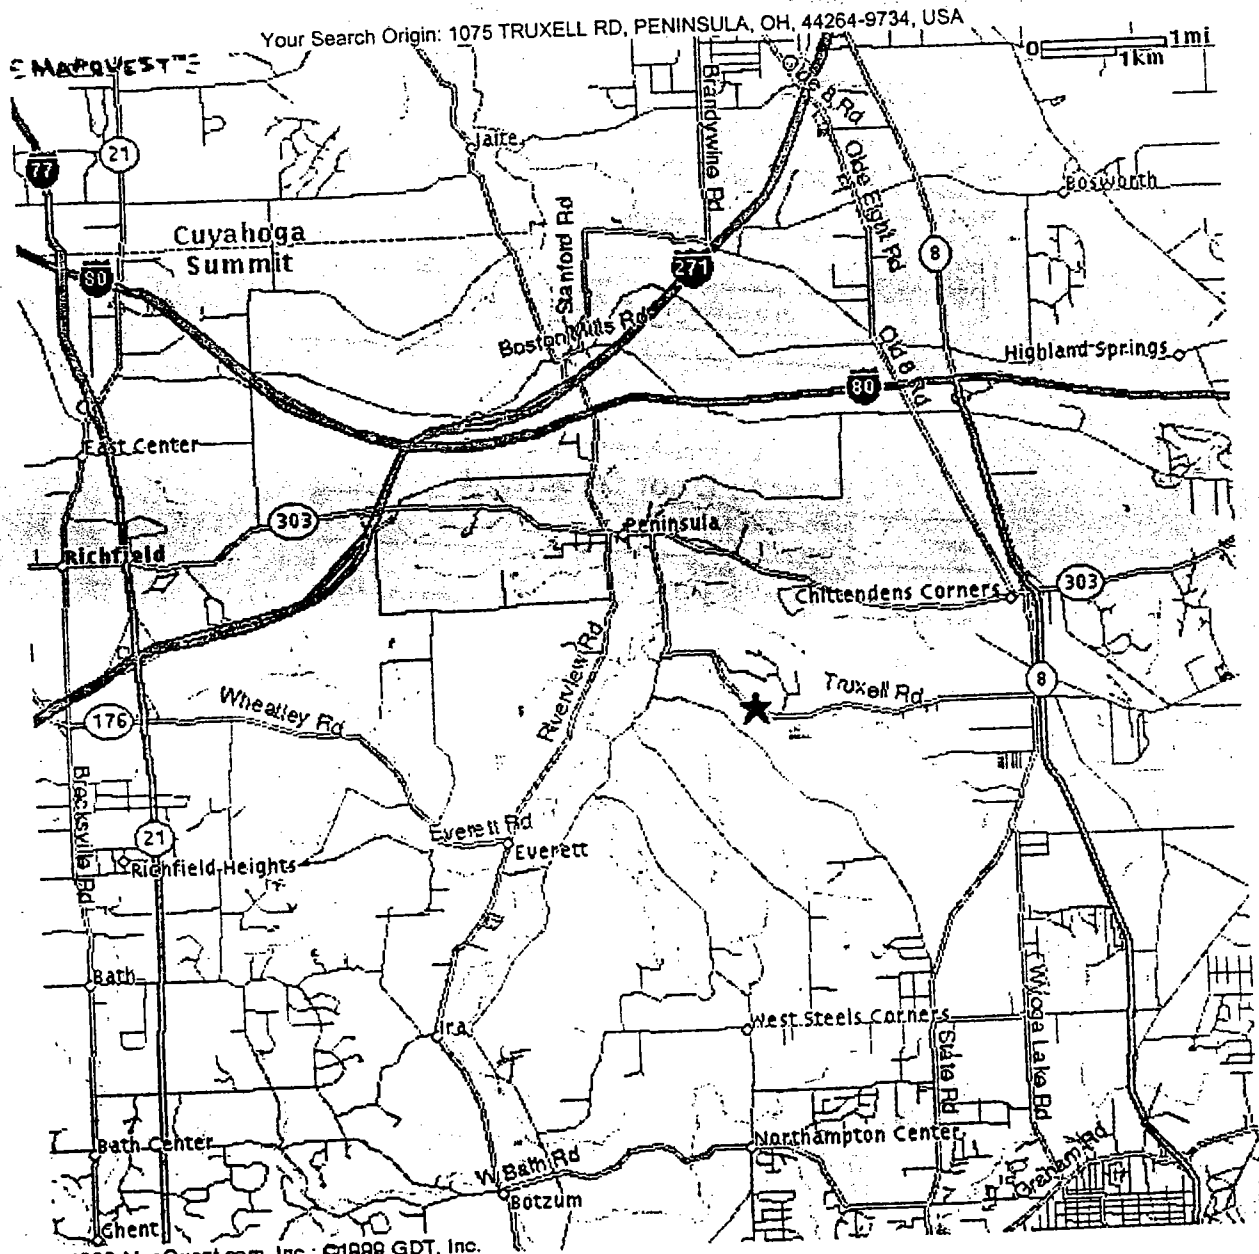 Your Search Origin: 1075 TRUXELL RD, PENINSULA, OH, 44264-9734, USA
MAPQUEST
0 1mi
1km
Olde 8 Rd
Brandywine Rd
21
77
Jaite
Olde Eight Rd
Bosworth
Cuyahoga
Summit
Stanford Rd
8
271
80
Boston Mills Rd
Old 8 Rd
Highland Springs
80
East Center
303
Peninsula
Richfield
Chittendens Corners
303
Riverview Rd
8
Truxell Rd
Wheatley Rd
176
Brecksville Rd
21
Everett Rd
Everett
Richfield Heights
Bath
Ira
West Steels Corners
State Rd
Wyoga Lake Rd
Bath Center
Northampton Center
W Bath Rd
Graham Rd
Botzum
Ghent
MapQuest.com, Inc.; ©1999 GDT, Inc.